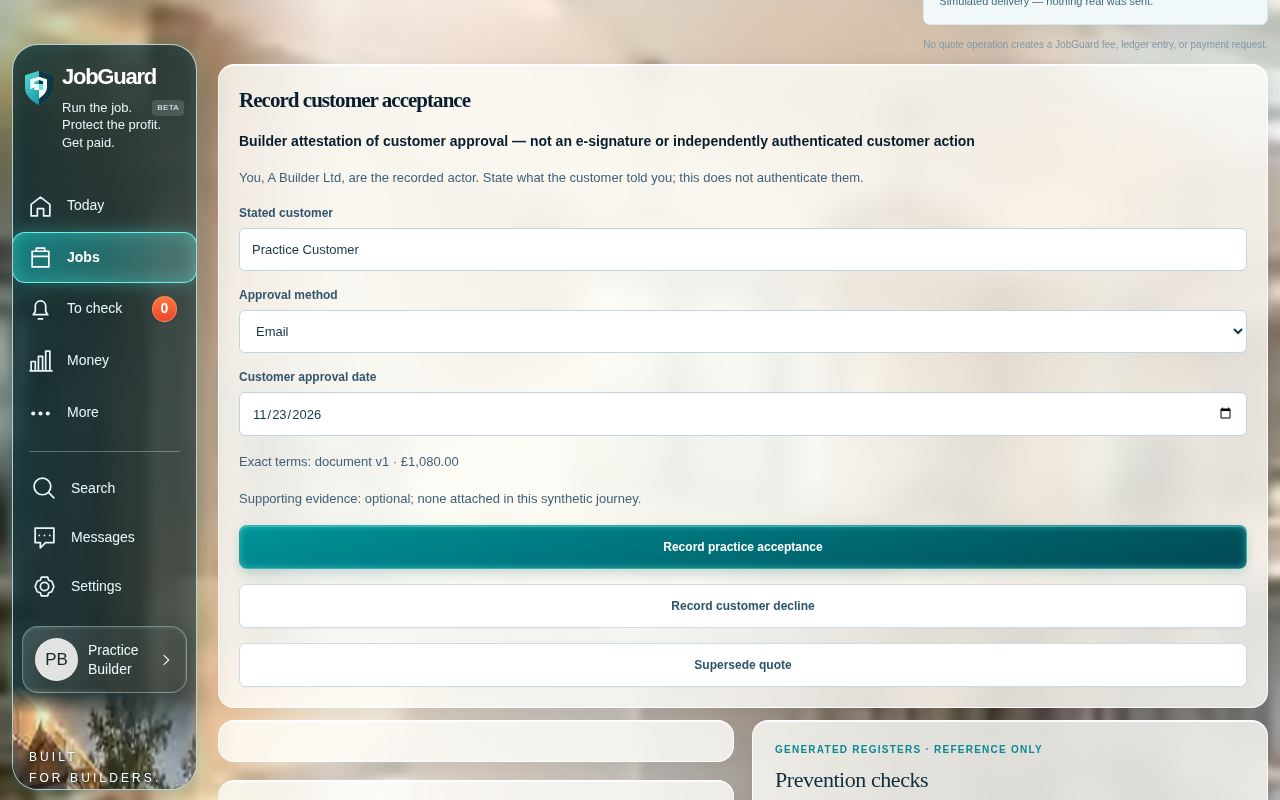 Simulated delivery — nothing real was sent.
No quote operation creates a JobGuard fee, ledger entry, or payment request.
JobGuard
Run the job.
Protect the profit.
Get paid.
BETA
Today
Jobs
To check
0
Money
More
Search
Messages
Settings
PB
Practice
Builder
BUILT
FOR BUILDERS.
Record customer acceptance
Builder attestation of customer approval — not an e-signature or independently authenticated customer action
You, A Builder Ltd, are the recorded actor. State what the customer told you; this does not authenticate them.
Stated customer
Practice Customer
Approval method
Email
Customer approval date
11/23/2026
Exact terms: document v1 · £1,080.00
Supporting evidence: optional; none attached in this synthetic journey.
Record practice acceptance
Record customer decline
Supersede quote
GENERATED REGISTERS · REFERENCE ONLY
Prevention checks